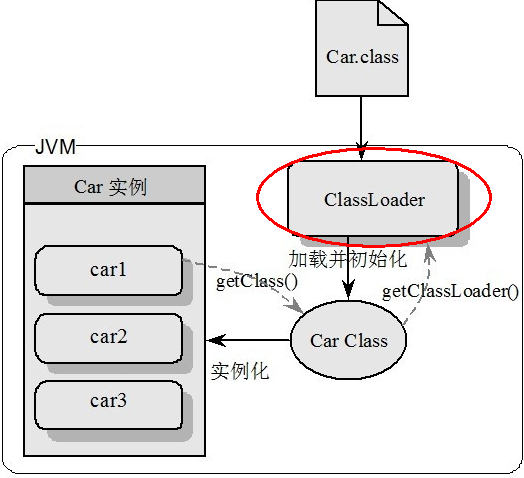 Car.class
JVM
Car 实例
ClassLoader
加载并初始化
car1
getClass()
getClassLoader()
car2
Car Class
实例化
car3